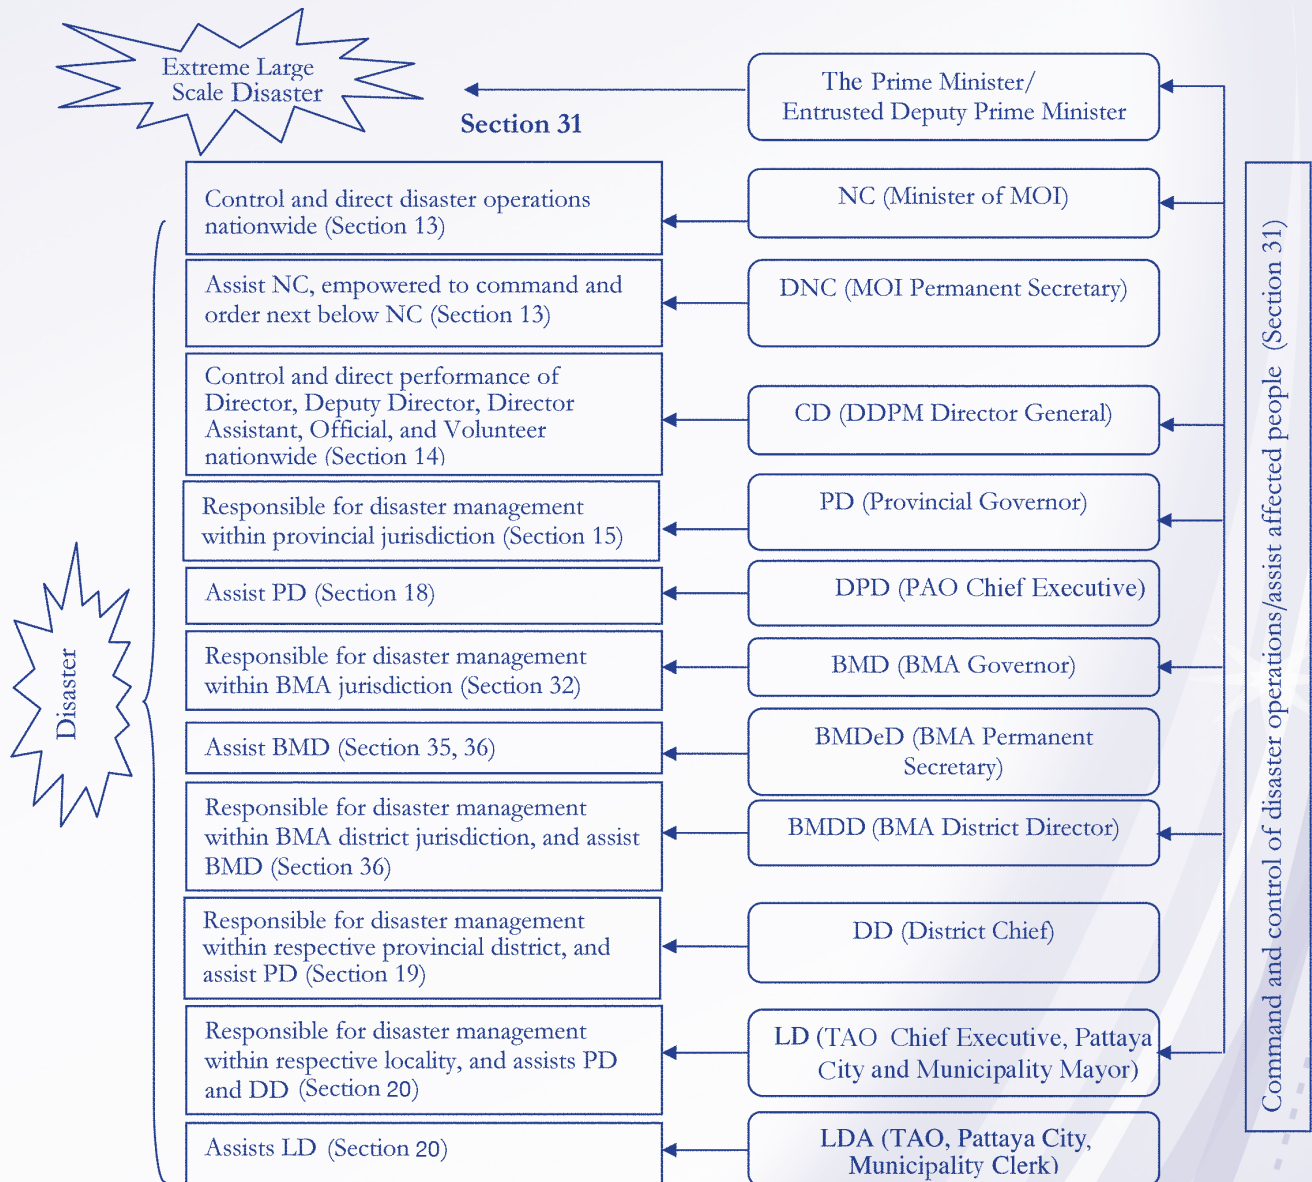 Extreme Large
Scale Disaster
The Prime Minister/
Entrusted Deputy Prime Minister
Section 31
Control and direct disaster operations
nationwide (Section 13)
NC (Minister of MOI)
Assist NC, empowered to command and
order next below NC (Section 13)
DNC (MOI Permanent Secretary)
Control and direct performance of
Director, Deputy Director, Director
Assistant, Official, and Volunteer
nationwide (Section 14)
CD (DDPM Director General)
Responsible for disaster management
within provincial jurisdiction (Section 15)
PD (Provincial Governor)
Assist PD (Section 18)
DPD (PAO Chief Executive)
Responsible for disaster management
within BMA jurisdiction (Section 32)
BMD (BMA Governor)
Assist BMD (Section 35, 36)
BMDeD (BMA Permanent
Secretary)
Responsible for disaster management
within BMA district jurisdiction, and assist
BMD (Section 36)
BMDD (BMA District Director)
Responsible for disaster management
within respective provincial district, and
assist PD (Section 19)
DD (District Chief)
Responsible for disaster management
within respective locality, and assists PD
and DD (Section 20)
LD (TAO Chief Executive, Pattaya
City and Municipality Mayor)
Assists LD (Section 20)
LDA (TAO, Pattaya City,
Municipality Clerk)
Disaster
Command and control of disaster operations/assist affected people (Section 31)